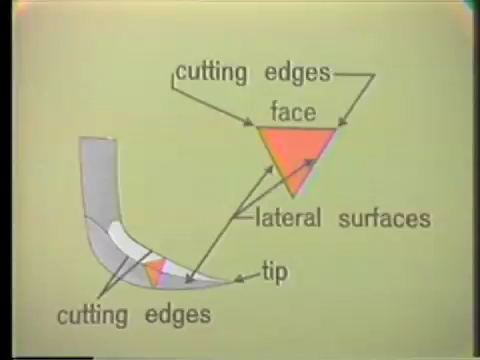 cutting edges
face
lateral surfaces
tip
cutting edges